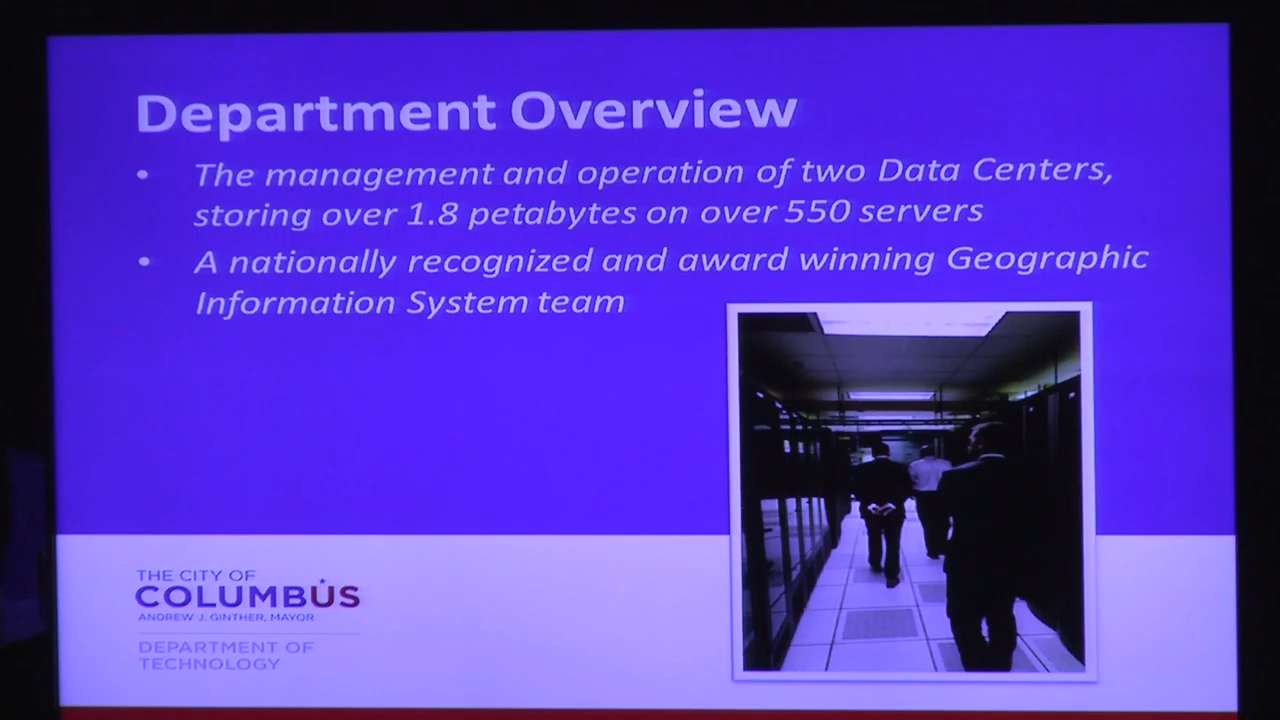 Department Overview
• The management and operation of two Data Centers,
storing over 1.8 petabytes on over 550 servers
• A nationally recognized and award winning Geographic
Information System team
THE CITY OF
COLUMBUS
ANDREW J. GINTHER, MAYOR
DEPARTMENT OF
TECHNOLOGY